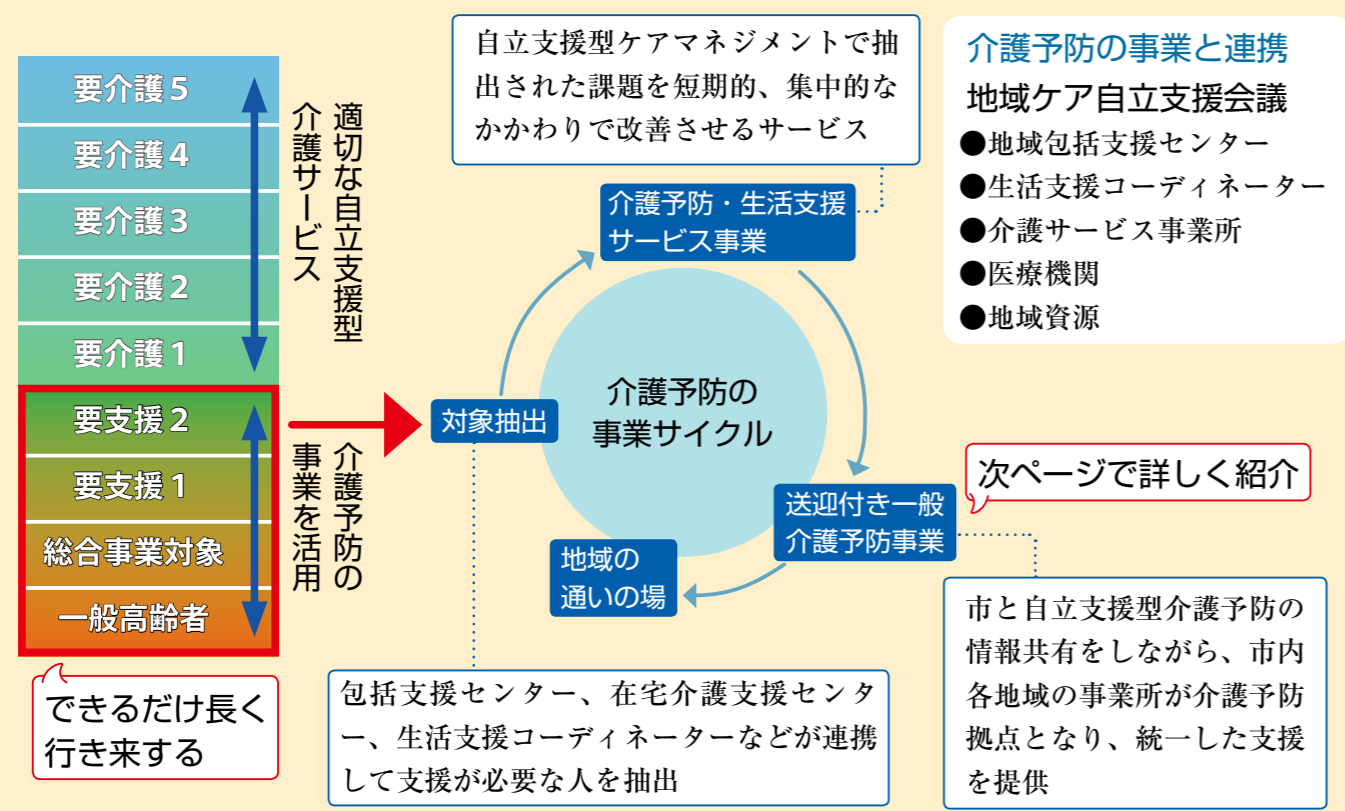 要介護5
要介護4
要介護3
要介護2
要介護1
要支援2
要支援1
総合事業対象
一般高齢者
適切な自立支援型
介護サービス
介護予防の
事業を活用
できるだけ長く
行き来する
自立支援型ケアマネジメントで抽
出された課題を短期的、集中的な
かかわりで改善させるサービス
介護予防・生活支援
サービス事業
対象抽出
介護予防の
事業サイクル
送迎付き一般
介護予防事業
地域の
通いの場
包括支援センター、在宅介護支援センタ
ー、生活支援コーディネーターなどが連携
して支援が必要な人を抽出
介護予防の事業と連携
地域ケア自立支援会議
●地域包括支援センター
●生活支援コーディネーター
●介護サービス事業所
●医療機関
●地域資源
次ページで詳しく紹介
市と自立支援型介護予防の
情報共有をしながら、市内
各地域の事業所が介護予防
拠点となり、統一した支援
を提供